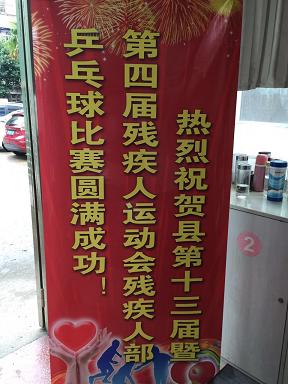 热烈祝贺县第十三届暨
第四届残疾人运动会残疾人部
乒乓球比赛圆满成功！
2